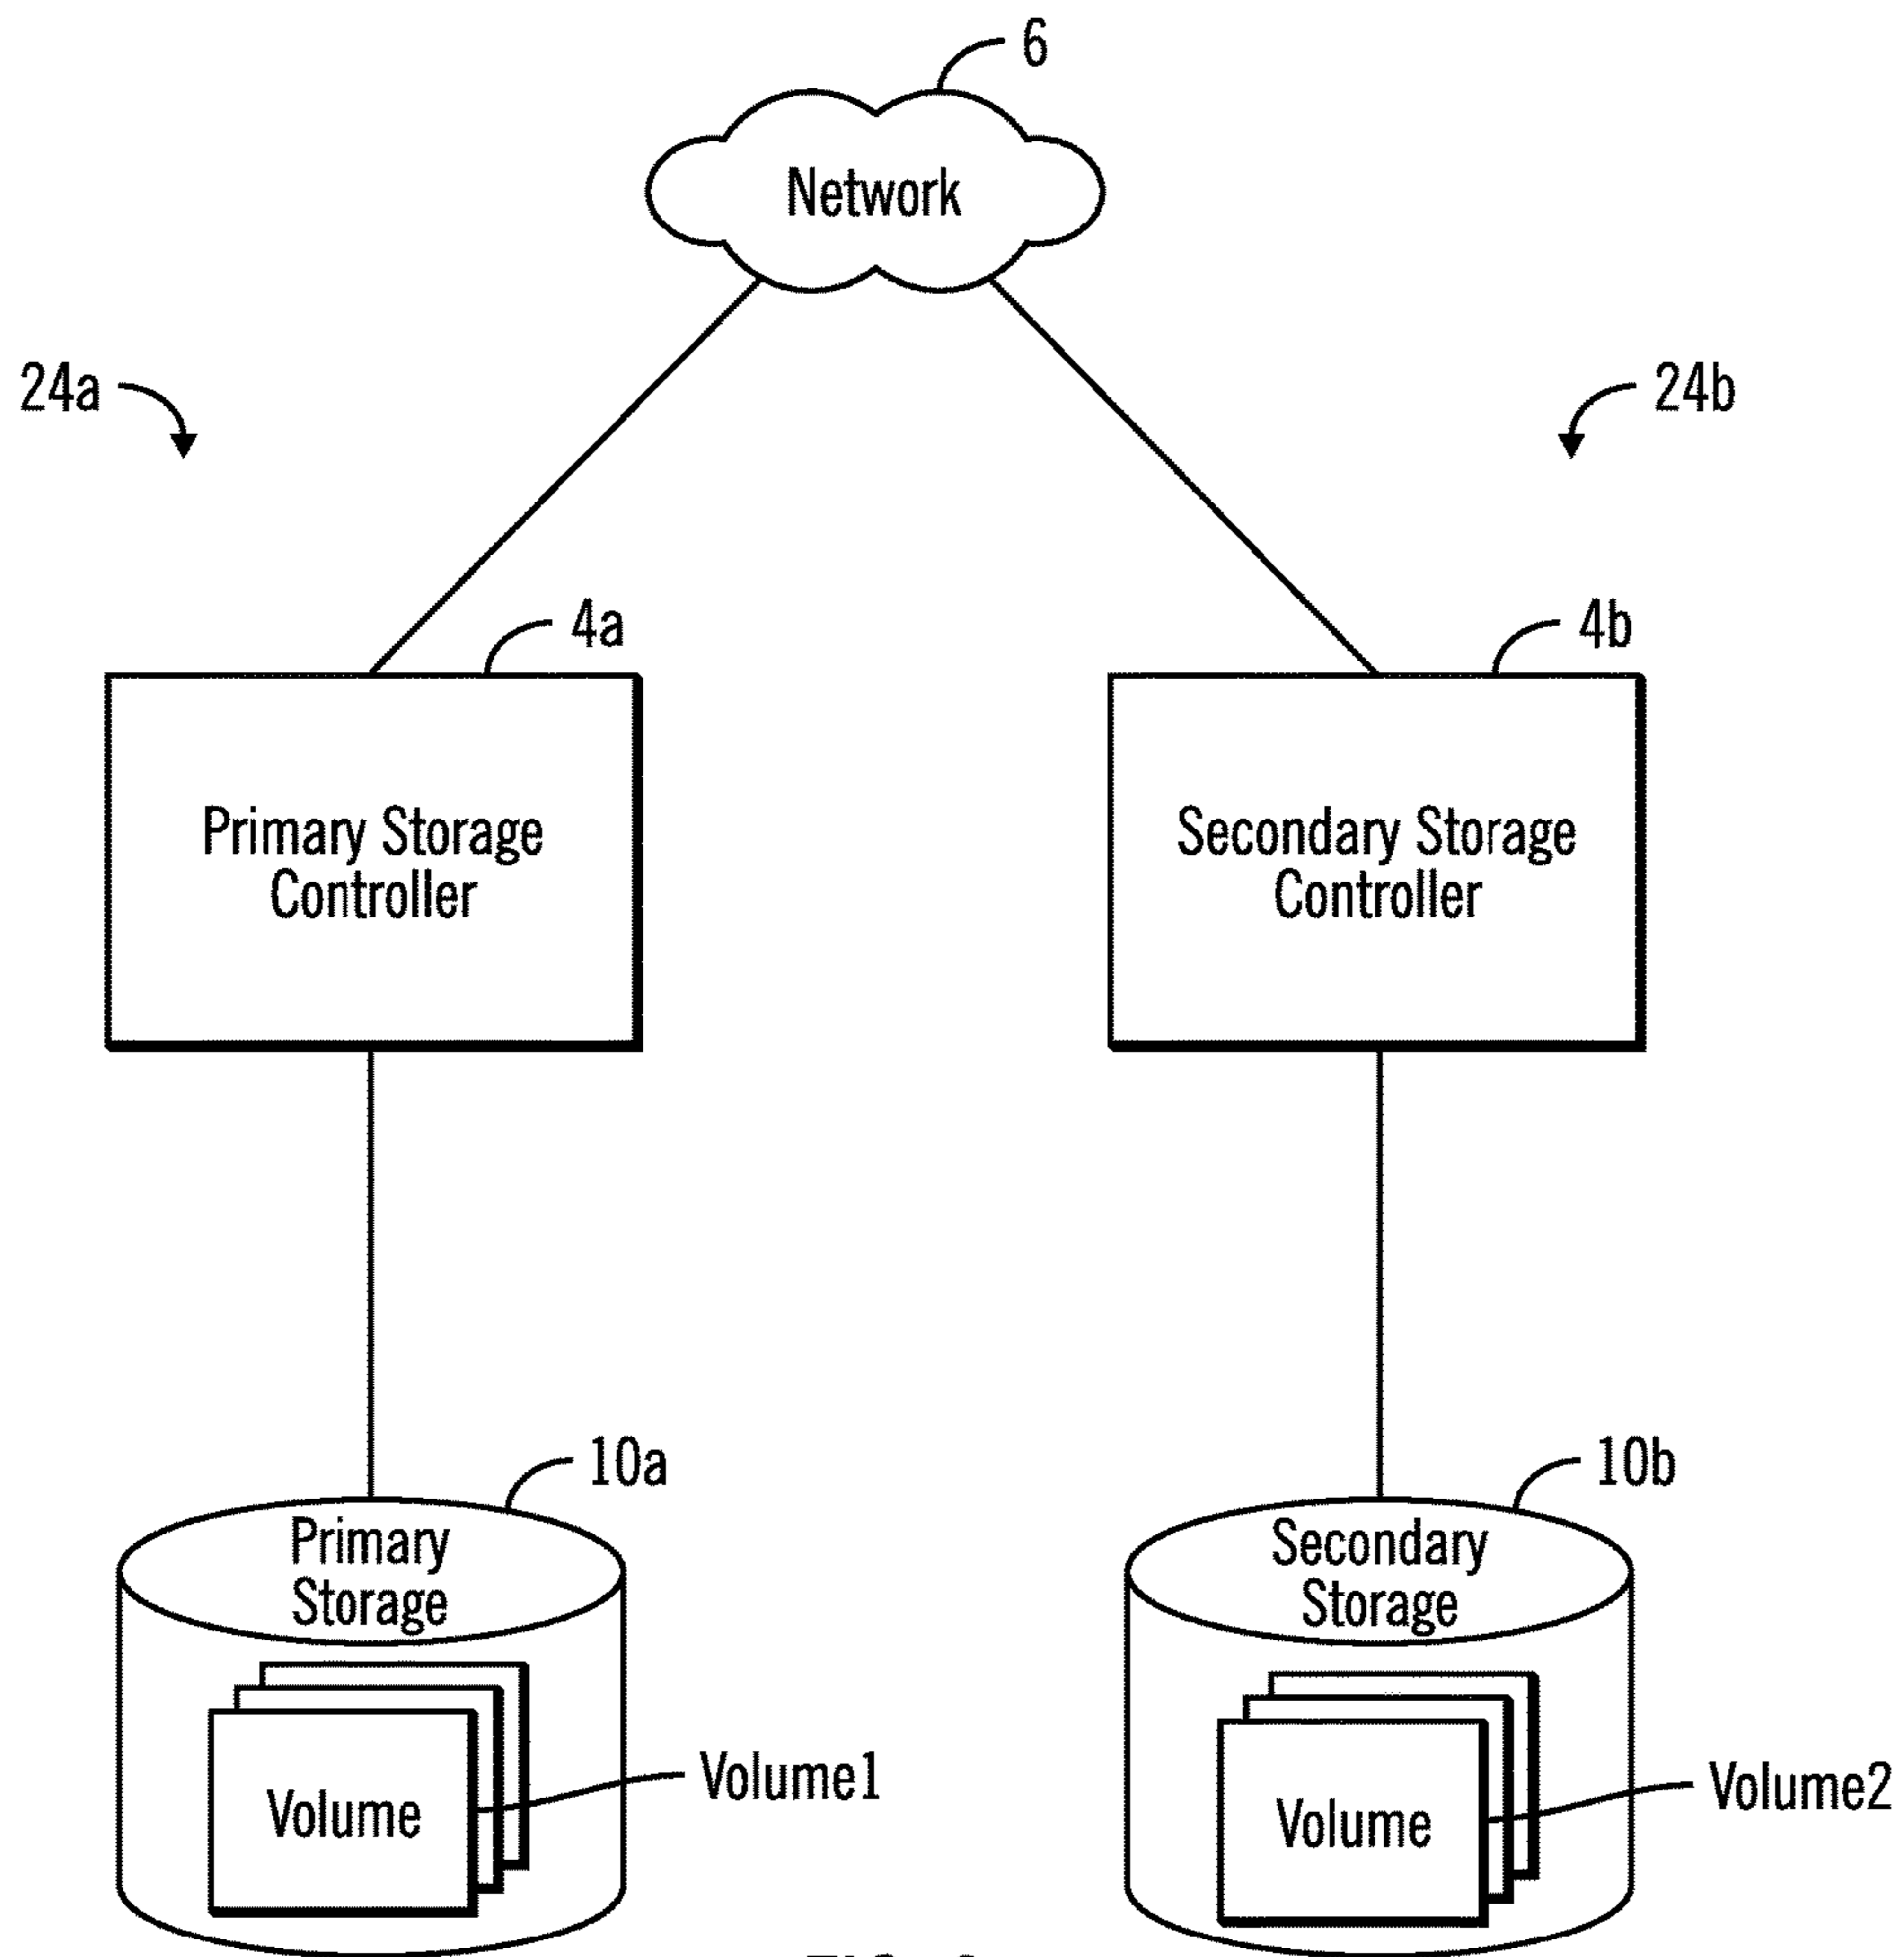 6
Network
24a
24b
4a
4b
Primary Storage
Controller
Secondary Storage
Controller
10a
10b
Primary
Storage
Secondary
Storage
Volume
Volume1
Volume
Volume2